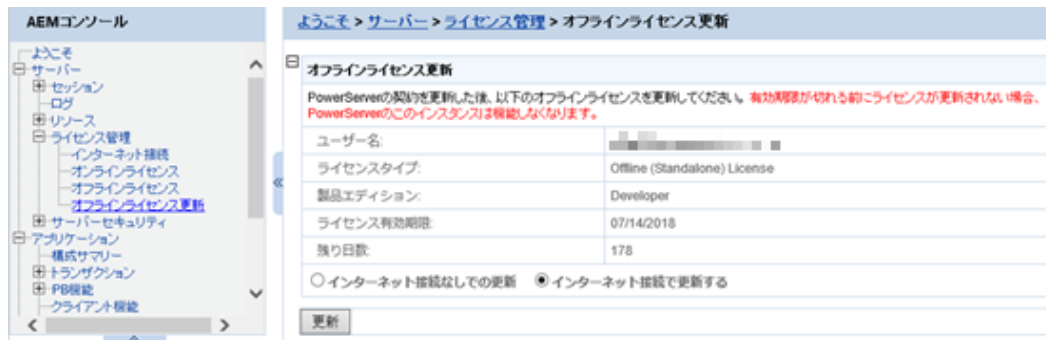 AEMコンソール
ようこそ
サーバー
セッション
ログ
リソース
ライセンス管理
インターネット接続
オンラインライセンス
オフラインライセンス
オフラインライセンス更新
サーバーセキュリティ
アプリケーション
構成サマリー
トランザクション
PB機能
クライアント機能
ようこそ > サーバー > ライセンス管理 > オフラインライセンス更新
オフラインライセンス更新
PowerServerの契約を更新した後、以下のオフラインライセンスを更新してください。有効期限が切れる前にライセンスが更新されない場合、
PowerServerのこのインスタンスは機能しなくなります。
ユーザー名:
ライセンスタイプ: Offline (Standalone) License
製品エディション: Developer
ライセンス有効期限: 07/14/2018
残り日数: 178
インターネット接続なしでの更新 インターネット接続で更新する
更新